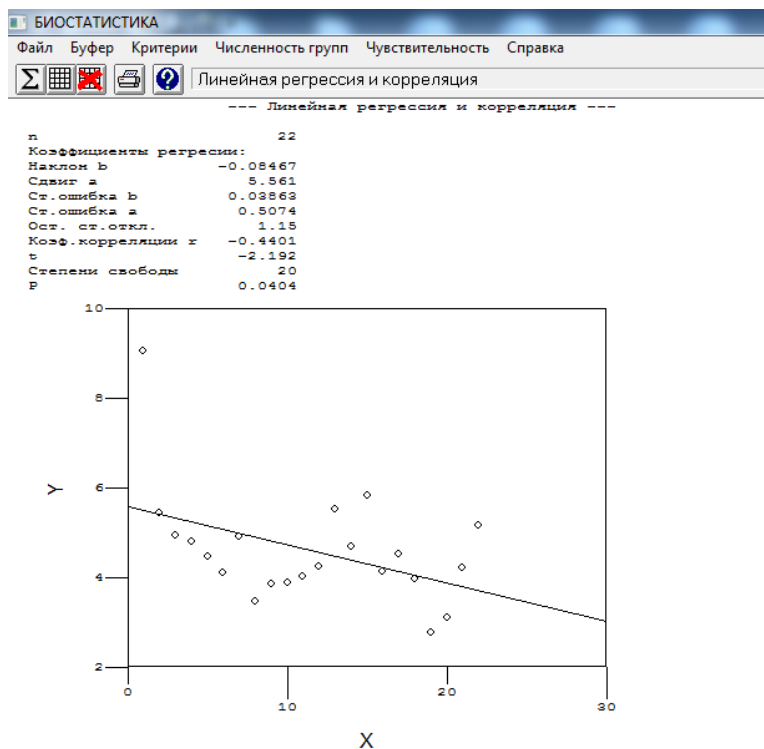 БИОСТАТИСТИКА
Файл Буфер Критерии Численность групп Чувствительность Справка
Линейная регрессия и корреляция
--- Линейная регрессия и корреляция ---
n 22
Коэффициенты регресии:
Наклон b -0.08467
Сдвиг a 5.561
Ст.ошибка b 0.03863
Ст.ошибка a 0.5074
Ост. ст.откл. 1.15
Коэф.корреляции r -0.4401
t -2.192
Степени свободы 20
P 0.0404
10
8
Y 6
4
2
0 10 20 30
X